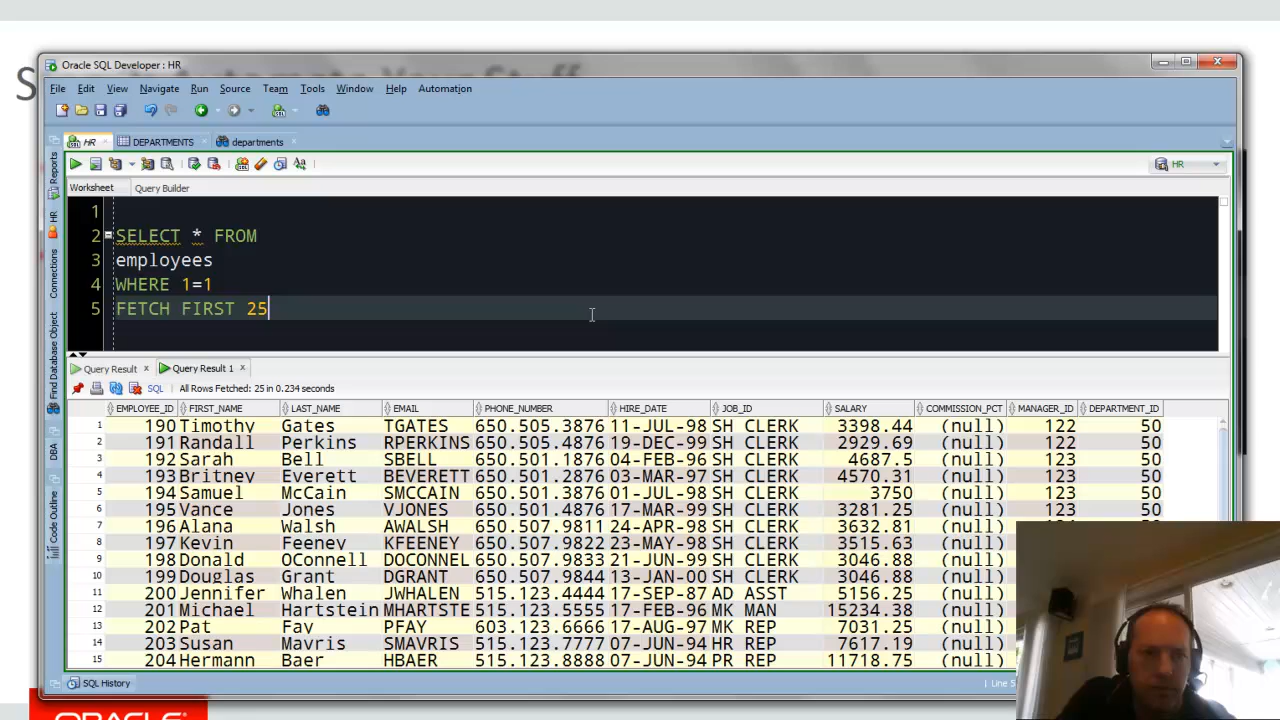 Oracle SQL Developer : HR
File Edit View Navigate Run Source Team Tools Window Help Automation
HR DEPARTMENTS departments
HR
Worksheet Query Builder
1
2 SELECT * FROM
3 employees
4 WHERE 1=1
5 FETCH FIRST 25
Reports
HR
Connections
Find Database Object
DBA
Code Outline
Query Result Query Result 1
SQL All Rows Fetched: 25 in 0.234 seconds
EMPLOYEE_ID FIRST_NAME LAST_NAME EMAIL PHONE_NUMBER HIRE_DATE JOB_ID SALARY COMMISSION_PCT MANAGER_ID DEPARTMENT_ID
1 190 Timothy Gates TGATES 650.505.3876 11-JUL-98 SH_CLERK 3398.44 (null) 122 50
2 191 Randall Perkins RPERKINS 650.505.4876 19-DEC-99 SH_CLERK 2929.69 (null) 122 50
3 192 Sarah Bell SBELL 650.501.1876 04-FEB-96 SH_CLERK 4687.5 (null) 123 50
4 193 Britney Everett BEVERETT 650.501.2876 03-MAR-97 SH_CLERK 4570.31 (null) 123 50
5 194 Samuel McCain SMCCAIN 650.501.3876 01-JUL-98 SH_CLERK 3750 (null) 123 50
6 195 Vance Jones VJONES 650.501.4876 17-MAR-99 SH_CLERK 3281.25 (null) 123 50
7 196 Alana Walsh AWALSH 650.507.9811 24-APR-98 SH_CLERK 3632.81 (null) 50
8 197 Kevin Feeney KFEENEY 650.507.9822 23-MAY-98 SH_CLERK 3515.63 (null)
9 198 Donald OConnell DOCONNEL 650.507.9833 21-JUN-99 SH_CLERK 3046.88 (null)
10 199 Douglas Grant DGRANT 650.507.9844 13-JAN-00 SH_CLERK 3046.88 (null)
11 200 Jennifer Whalen JWHALEN 515.123.4444 17-SEP-87 AD_ASST 5156.25 (null)
12 201 Michael Hartstein MHARTSTE 515.123.5555 17-FEB-96 MK_MAN 15234.38 (null)
13 202 Pat Fay PFAY 603.123.6666 17-AUG-97 MK_REP 7031.25 (null)
14 203 Susan Mavris SMAVRIS 515.123.7777 07-JUN-94 HR_REP 7617.19 (null)
15 204 Hermann Baer HBAER 515.123.8888 07-JUN-94 PR_REP 11718.75 (null)
SQL History
Line 5
ORACLE